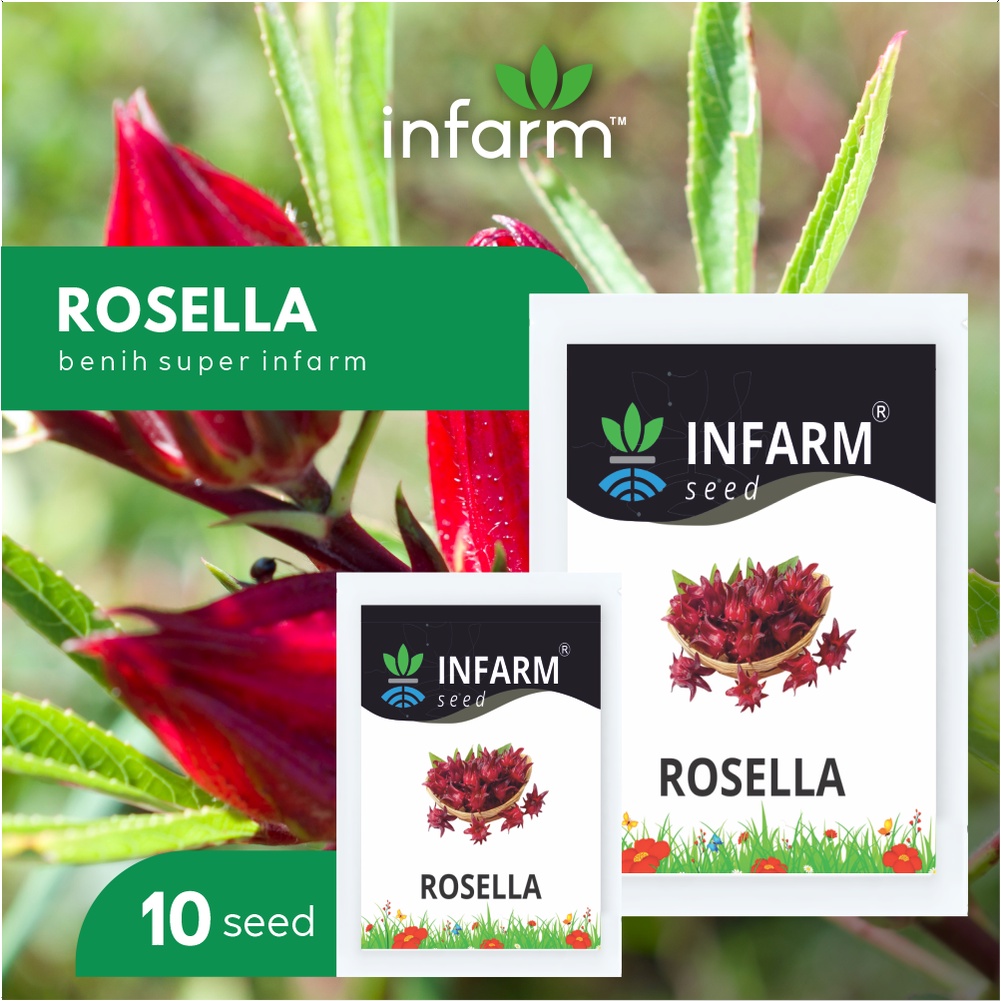 infarm™
ROSELLA
benih super infarm
INFARM®
seed
ROSELLA
INFARM®
seed
ROSELLA
10 seed